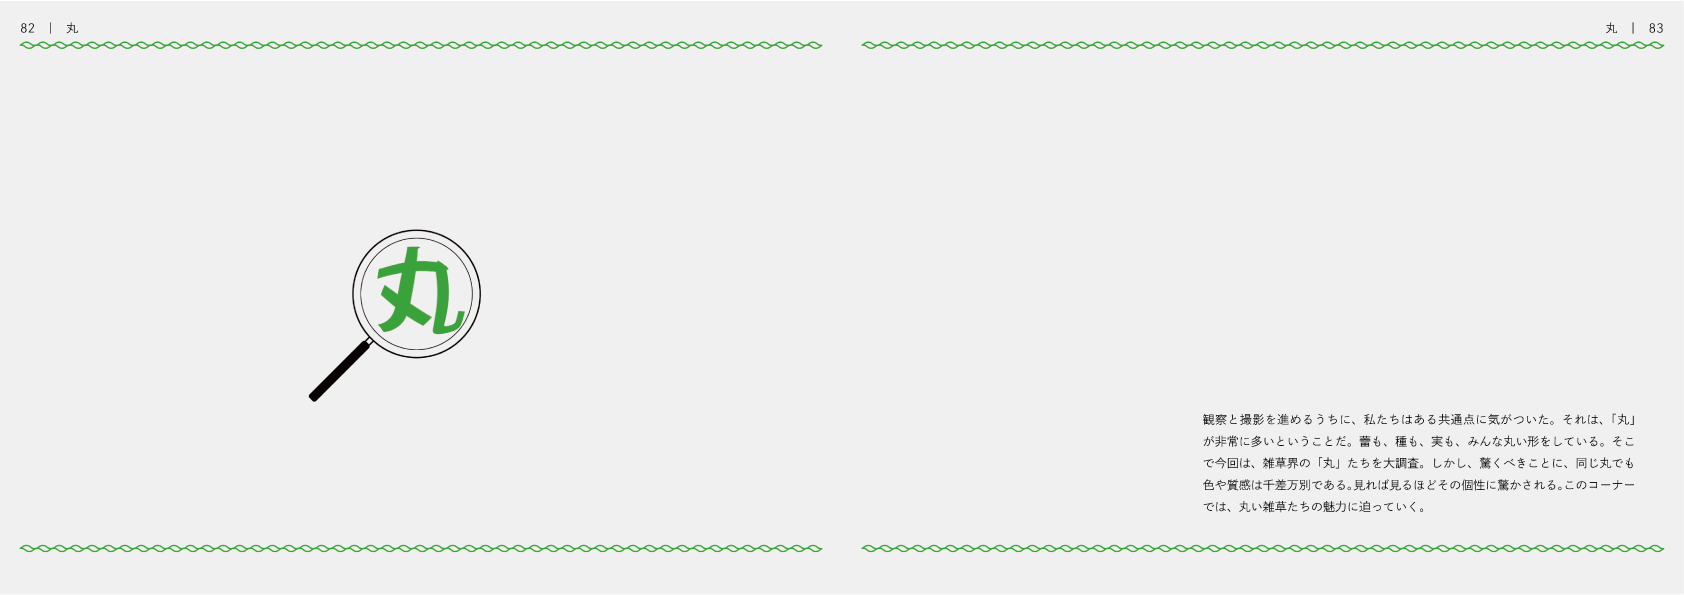 82 | 丸
丸 | 83
丸
観察と撮影を進めるうちに、私たちはある共通点に気がついた。それは、「丸」
が非常に多いということだ。蕾も、種も、実も、みんな丸い形をしている。そこ
で今回は、雑草界の「丸」たちを大調査。しかし、驚くべきことに、同じ丸でも
色や質感は千差万別である。見れば見るほどその個性に驚かされる。このコーナー
では、丸い雑草たちの魅力に迫っていく。